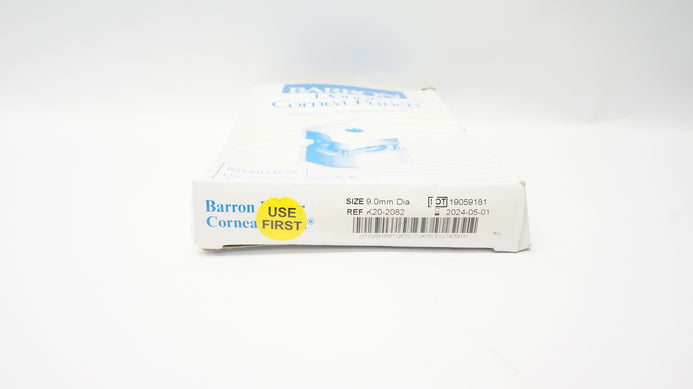 BARRON
Donor
Cornea Punch
Barron
Cornea
®
USE
FIRST
SIZE 9.0mm Dia
REF K20-2082
LOT 19059181
2024-05-01